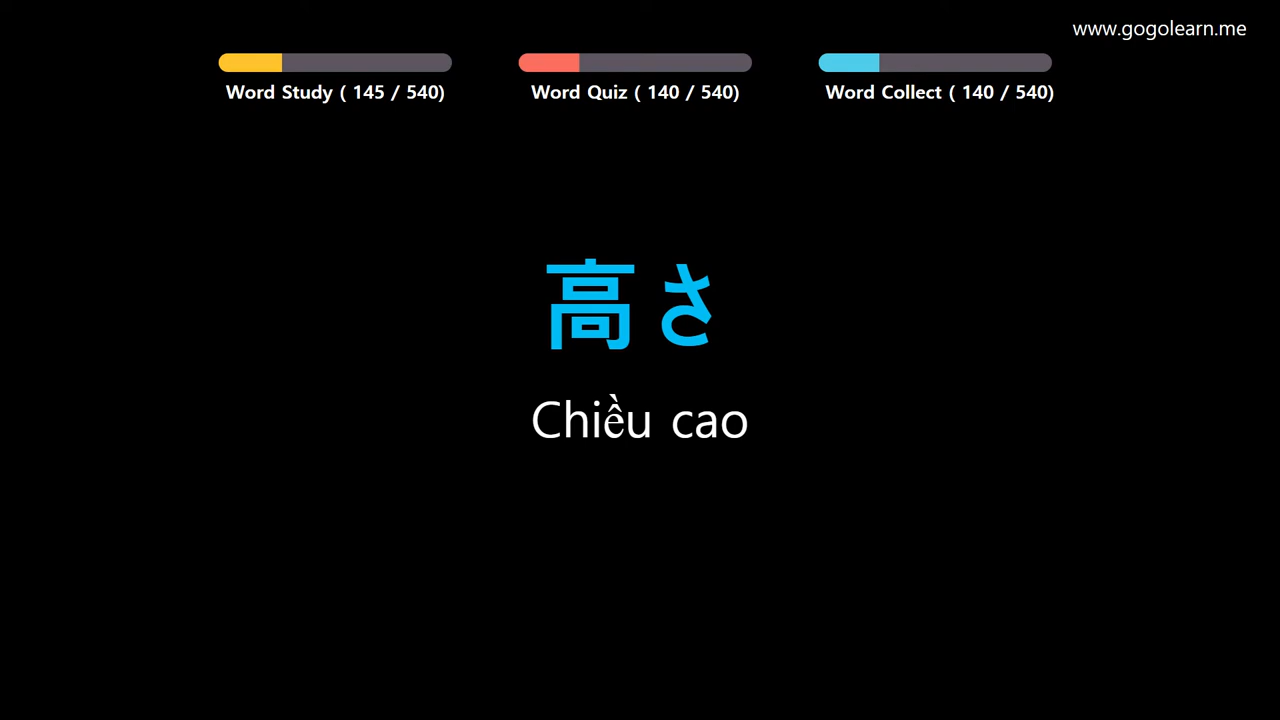 www.gogolearn.me
Word Study ( 145 / 540)
Word Quiz ( 140 / 540)
Word Collect ( 140 / 540)
高さ
Chiều cao